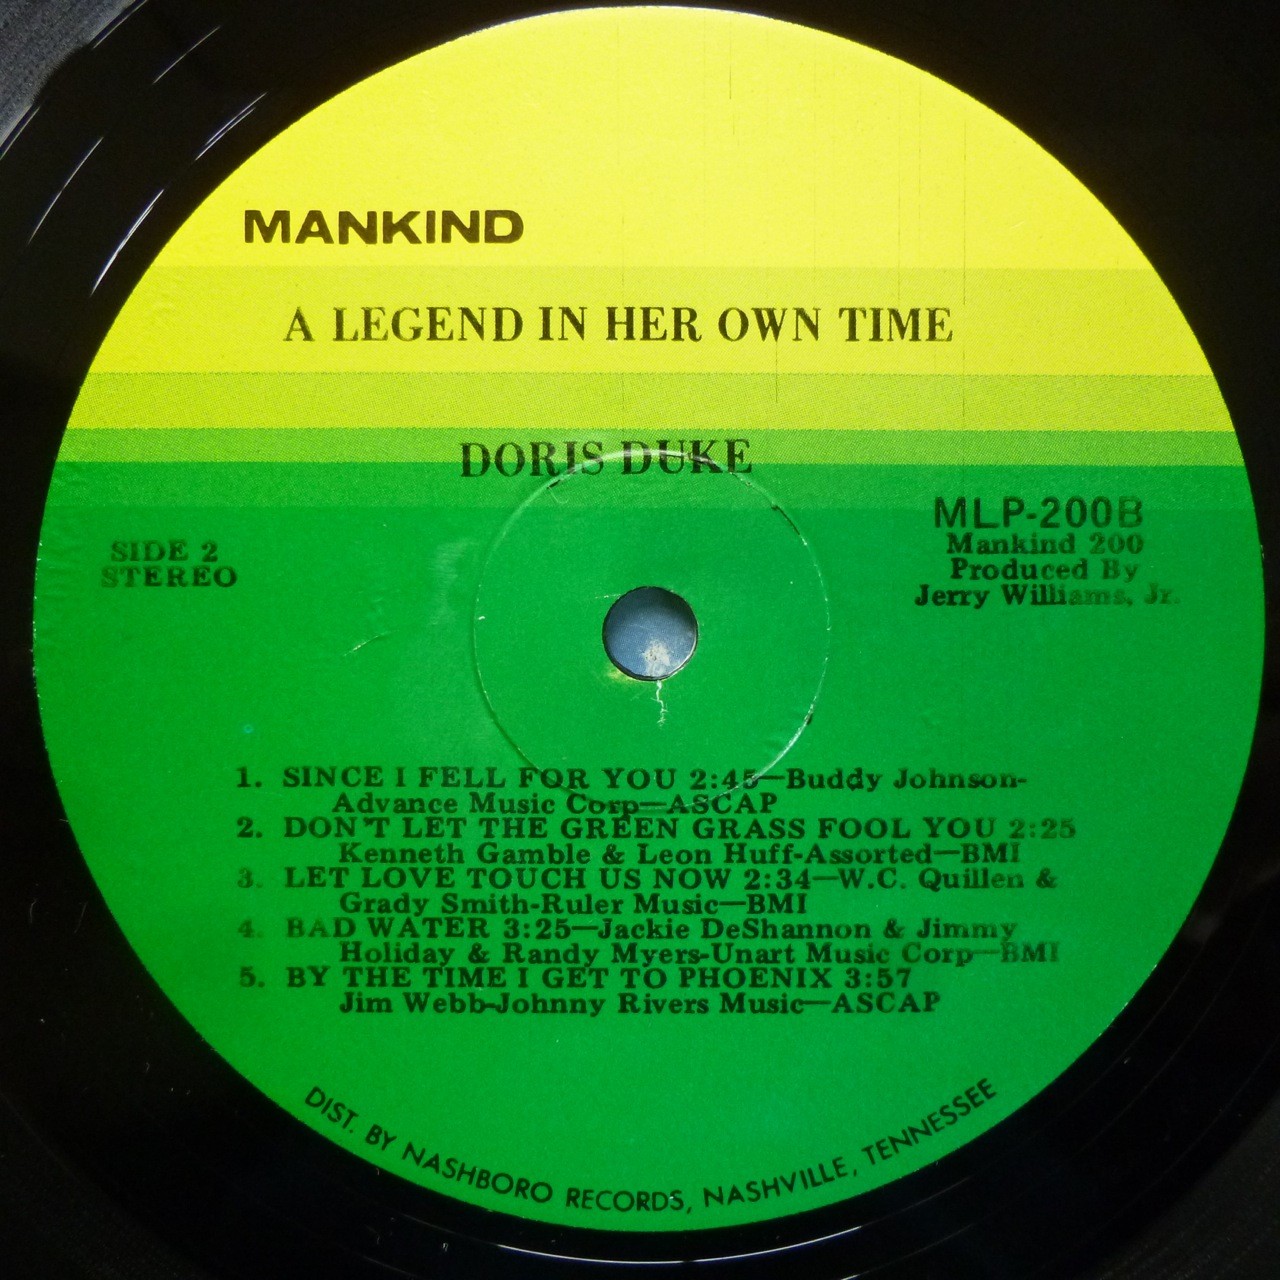 MANKIND
A LEGEND IN HER OWN TIME
DORIS DUKE
SIDE 2
STEREO
MLP-200B
Mankind 200
Produced By
Jerry Williams, Jr.
1. SINCE I FELL FOR YOU 2:45—Buddy Johnson-
Advance Music Corp—ASCAP
2. DON'T LET THE GREEN GRASS FOOL YOU 2:25
Kenneth Gamble & Leon Huff-Assorted—BMI
3. LET LOVE TOUCH US NOW 2:34—W.C. Quillen &
Grady Smith-Ruler Music—BMI
4. BAD WATER 3:25—Jackie DeShannon & Jimmy
Holiday & Randy Myers-Unart Music Corp—BMI
5. BY THE TIME I GET TO PHOENIX 3:57
Jim Webb-Johnny Rivers Music—ASCAP
DIST. BY NASHBORO RECORDS, NASHVILLE, TENNESSEE